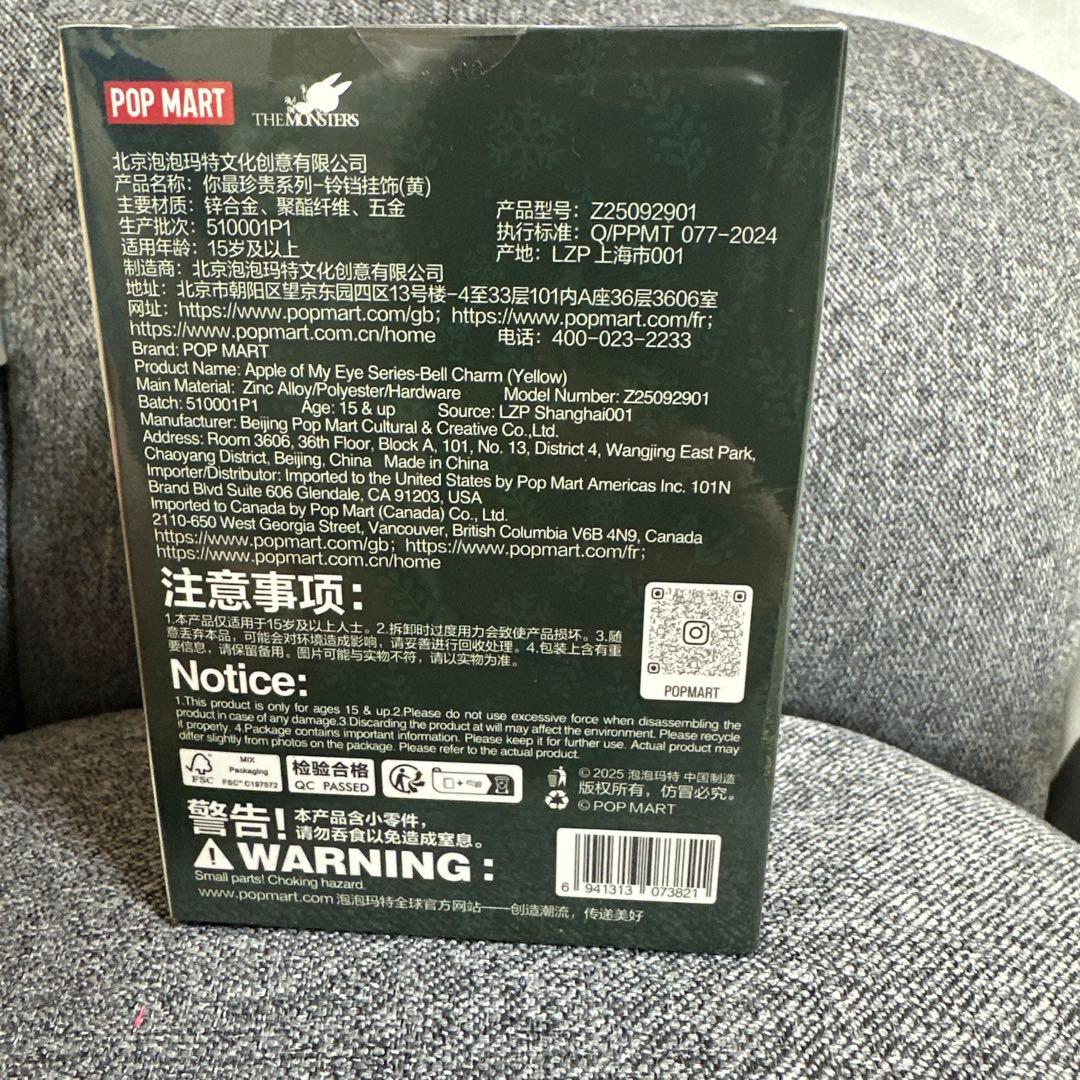 POP MART
THE MONSTERS
北京泡泡玛特文化创意有限公司
产品名称：你最珍贵系列-铃铛挂饰(黄)
主要材质：锌合金、聚酯纤维、五金
产品型号：Z25092901
生产批次：510001P1
执行标准：Q/PPMT 077-2024
适用年龄：15岁及以上
产地：LZP 上海市001
制造商：北京泡泡玛特文化创意有限公司
地址：北京市朝阳区望京东园四区13号楼-4至33层101内A座36层3606室
网址：https://www.popmart.com/gb；https://www.popmart.com/fr；
https://www.popmart.com.cn/home
电话：400-023-2233
Brand: POP MART
Product Name: Apple of My Eye Series-Bell Charm (Yellow)
Main Material: Zinc Alloy/Polyester/Hardware Model Number: Z25092901
Batch: 510001P1 Age: 15 & up Source: LZP Shanghai001
Manufacturer: Beijing Pop Mart Cultural & Creative Co.,Ltd.
Address: Room 3606, 36th Floor, Block A, 101, No. 13, District 4, Wangjing East Park,
Chaoyang District, Beijing, China Made in China
Importer/Distributor: Imported to the United States by Pop Mart Americas Inc. 101N
Brand Blvd Suite 606 Glendale, CA 91203, USA
Imported to Canada by Pop Mart (Canada) Co., Ltd.
2110-650 West Georgia Street, Vancouver, British Columbia V6B 4N9, Canada
https://www.popmart.com/gb；https://www.popmart.com/fr；
https://www.popmart.com.cn/home
注意事项：
1.本产品仅适用于15岁及以上人士。2.拆卸时过度用力会致使产品损坏。3.随
意丢弃本品，可能会对环境造成影响，请妥善进行回收处理。4.包装上含有重
要信息，请保留备用。图片可能与实物不符，请以实物为准。
POPMART
Notice:
1.This product is only for ages 15 & up.2.Please do not use excessive force when disassembling the
product in case of any damage.3.Discarding the product at will may affect the environment. Please recycle
it properly. 4.Package contains important information. Please keep it for further use. Actual product may
differ slightly from photos on the package. Please refer to the actual product.
FSC
MIX
Packaging
FSC™ C197572
检验合格
QC PASSED
© 2025 泡泡玛特 中国制造
版权所有，仿冒必究。
© POP MART
警告！本产品含小零件，
请勿吞食以免造成窒息。
WARNING：
Small parts! Choking hazard.
www.popmart.com 泡泡玛特全球官方网站——创造潮流，传递美好
6 941313 073821